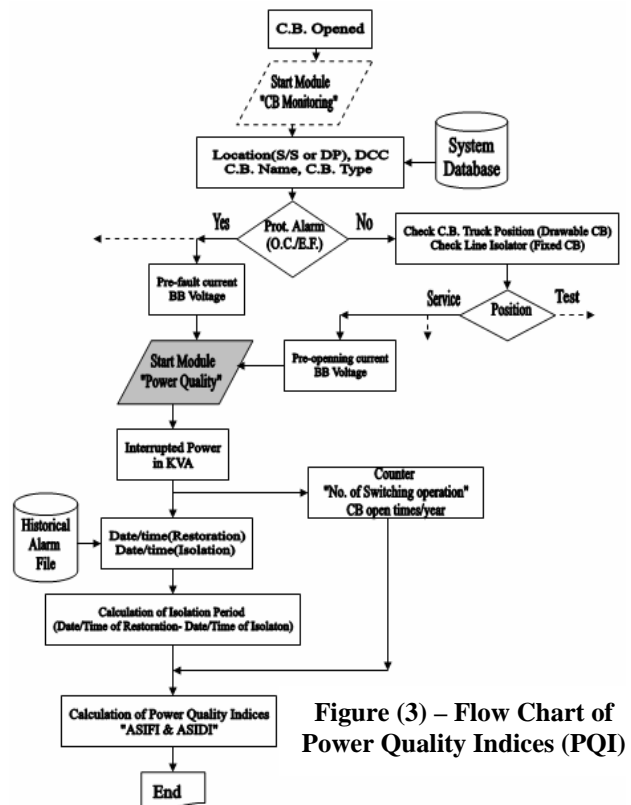 C.B. Opened
Start Module
"CB Monitoring"
Location(S/S or DP), DCC
C.B. Name, C.B. Type
System
Database
Yes
Prot. Alarm
(O.C./E.F.)
No
Check C.B. Truck Position (Drawable CB)
Check Line Isolator (Fixed CB)
Pre-fault current
BB Voltage
Service
Position
Test
Start Module
"Power Quality"
Pre-openning current
BB Voltage
Interrupted Power
in KVA
Counter
"No. of Switching operation"
CB open times/year
Historical
Alarm
File
Date/time(Restoration)
Date/time(Isolation)
Calculation of Isolation Period
(Date/Time of Restoration- Date/Time of Isolaton)
Calculation of Power Quality Indices
"ASIFI & ASIDI"
Figure (3) – Flow Chart of
Power Quality Indices (PQI)
End